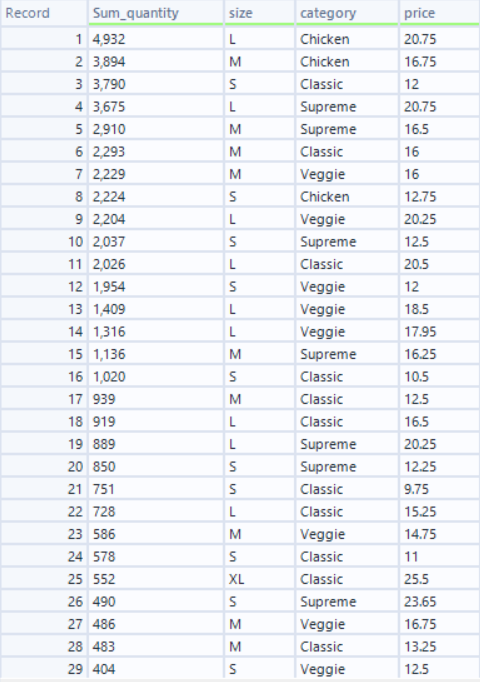 Record Sum_quantity size category price
1 4,932 L Chicken 20.75
2 3,894 M Chicken 16.75
3 3,790 S Classic 12
4 3,675 L Supreme 20.75
5 2,910 M Supreme 16.5
6 2,293 M Classic 16
7 2,229 M Veggie 16
8 2,224 S Chicken 12.75
9 2,204 L Veggie 20.25
10 2,037 S Supreme 12.5
11 2,026 L Classic 20.5
12 1,954 S Veggie 12
13 1,409 L Veggie 18.5
14 1,316 L Veggie 17.95
15 1,136 M Supreme 16.25
16 1,020 S Classic 10.5
17 939 M Classic 12.5
18 919 L Classic 16.5
19 889 L Supreme 20.25
20 850 S Supreme 12.25
21 751 S Classic 9.75
22 728 L Classic 15.25
23 586 M Veggie 14.75
24 578 S Classic 11
25 552 XL Classic 25.5
26 490 S Supreme 23.65
27 486 M Veggie 16.75
28 483 M Classic 13.25
29 404 S Veggie 12.5